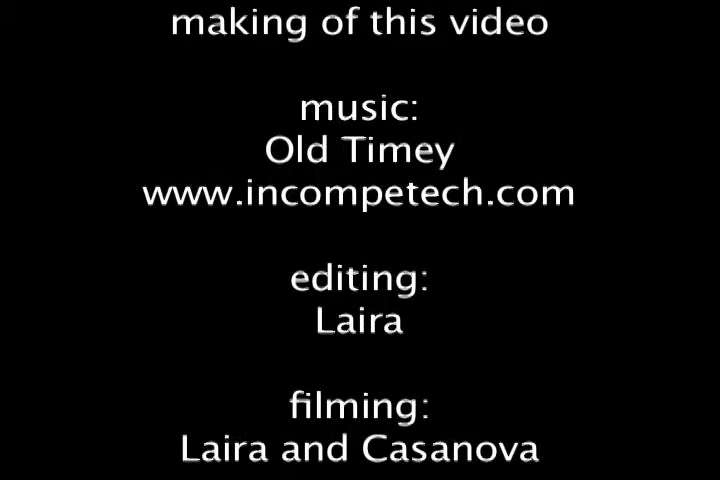 making of this video
music:
Old Timey
www.incompetech.com
editing:
Laira
filming:
Laira and Casanova